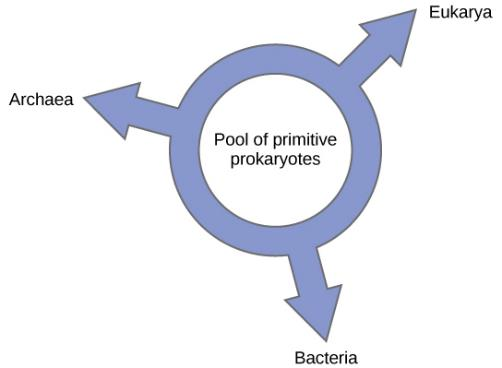 Eukarya
Archaea
Pool of primitive
prokaryotes
Bacteria